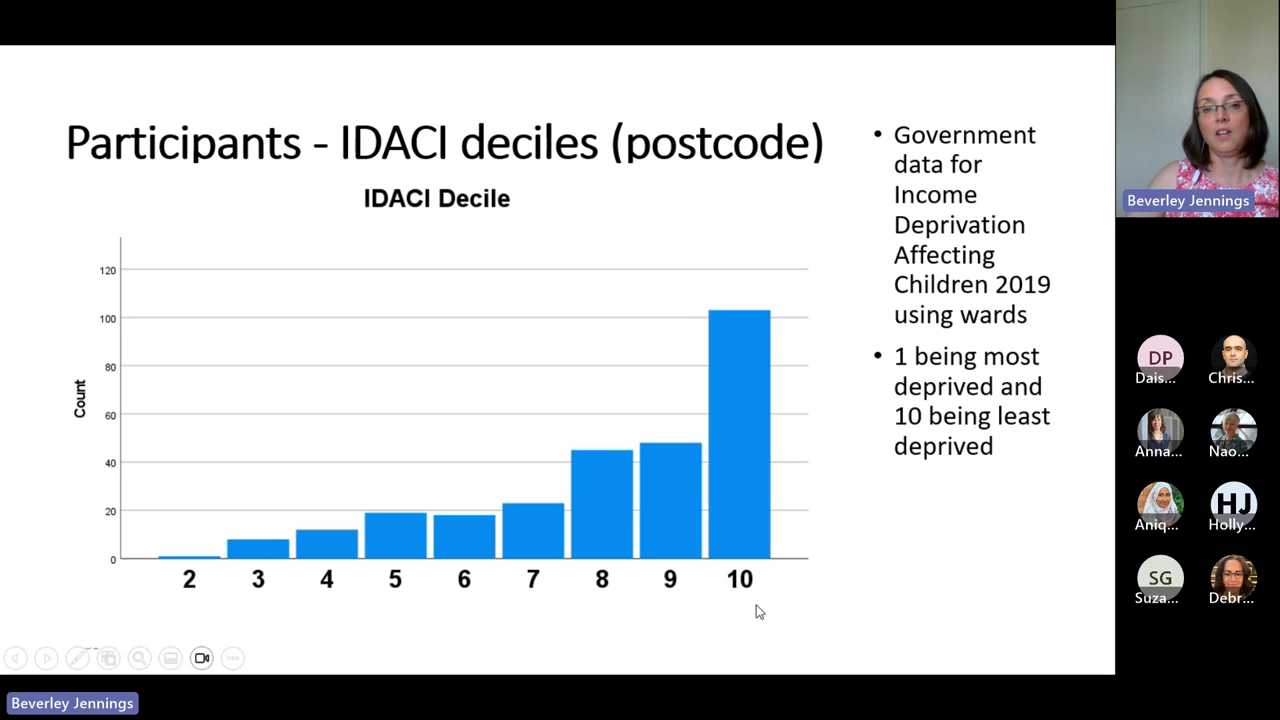 Participants - IDACI deciles (postcode)
IDACI Decile
Count
120
100
80
60
40
20
0
2 3 4 5 6 7 8 9 10
• Government
data for
Income
Deprivation
Affecting
Children 2019
using wards
• 1 being most
deprived and
10 being least
deprived
Beverley Jennings
DP
Dais...
Chris...
Anna...
Nao...
Aniq...
HJ
Holly...
SG
Suza...
Debr...
Beverley Jennings